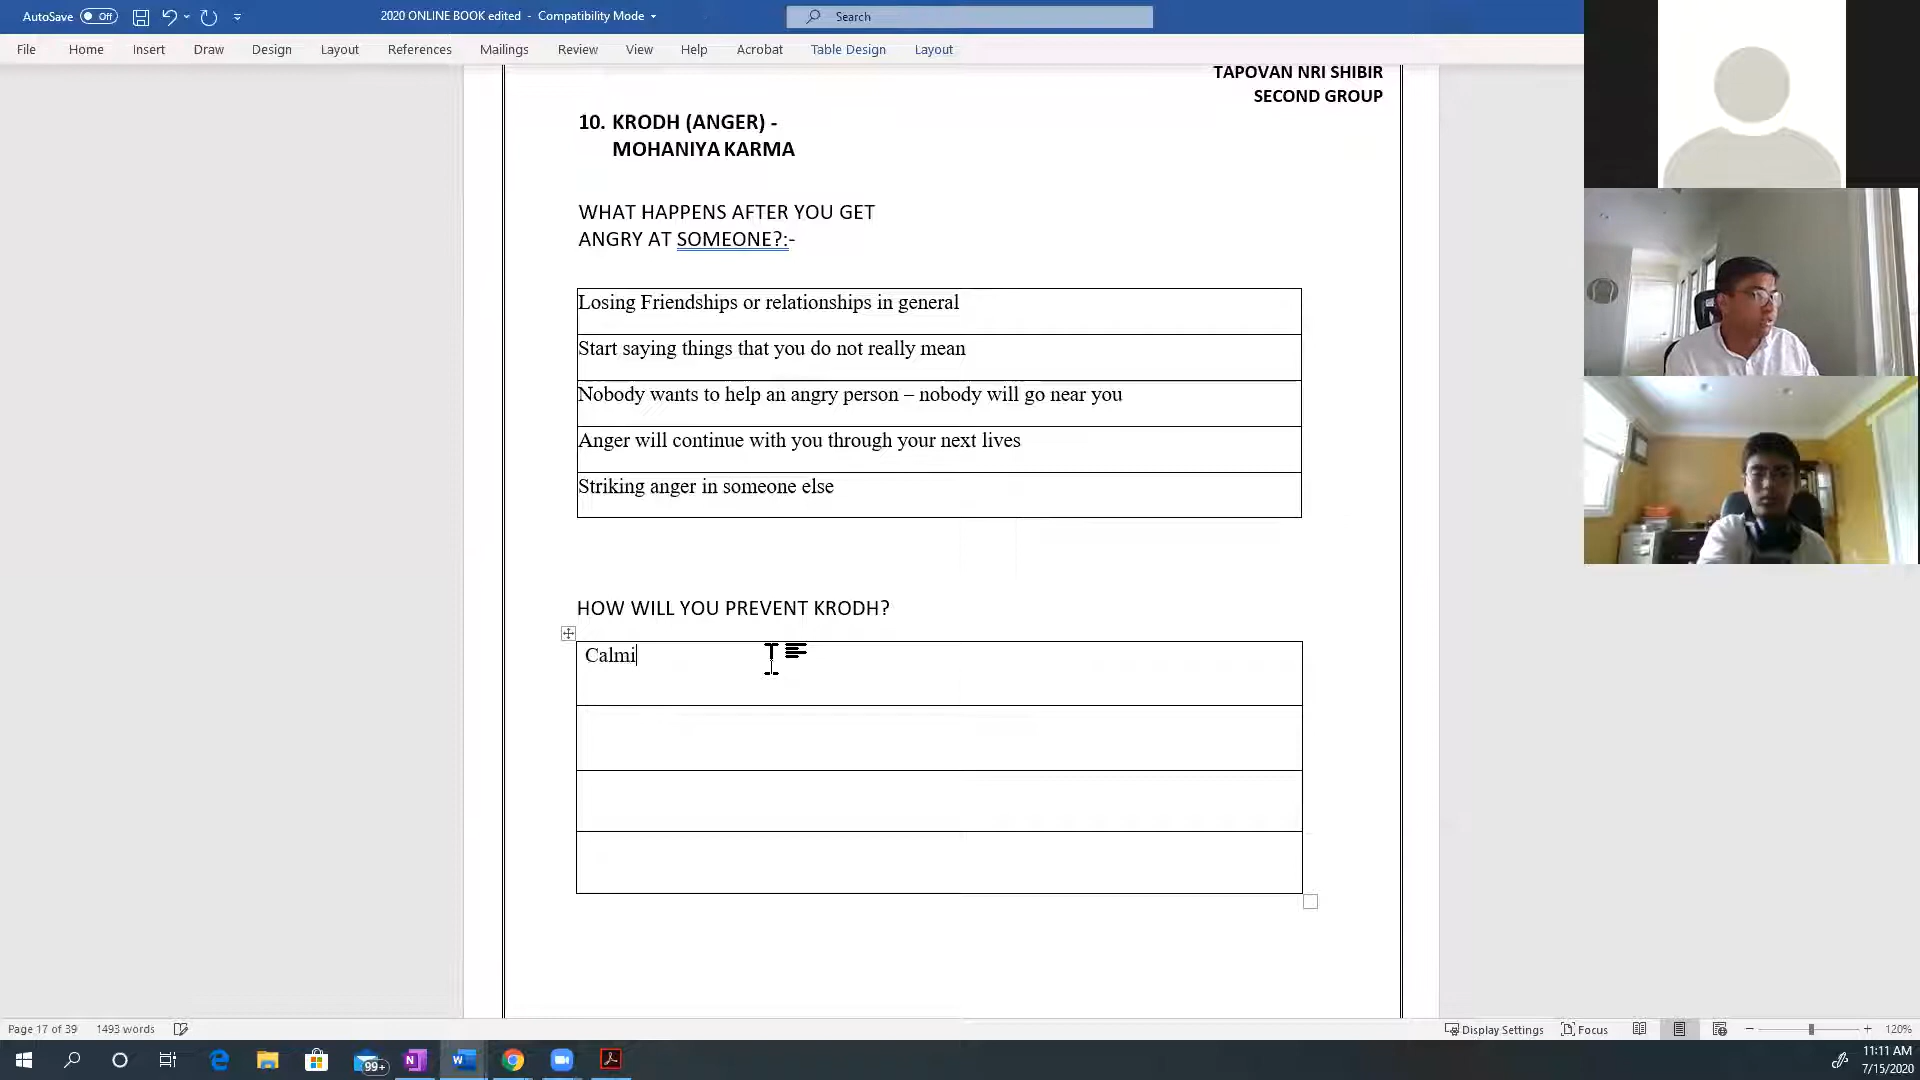 AutoSave Off 2020 ONLINE BOOK edited - Compatibility Mode Search
File Home Insert Draw Design Layout References Mailings Review View Help Acrobat Table Design Layout
TAPOVAN NRI SHIBIR
SECOND GROUP
10. KRODH (ANGER) -
MOHANIYA KARMA
WHAT HAPPENS AFTER YOU GET
ANGRY AT SOMEONE?:-
Losing Friendships or relationships in general
Start saying things that you do not really mean
Nobody wants to help an angry person – nobody will go near you
Anger will continue with you through your next lives
Striking anger in someone else
HOW WILL YOU PREVENT KRODH?
Calmi
Page 17 of 39 1493 words Display Settings Focus 120%
99+ 11:11 AM
7/15/2020